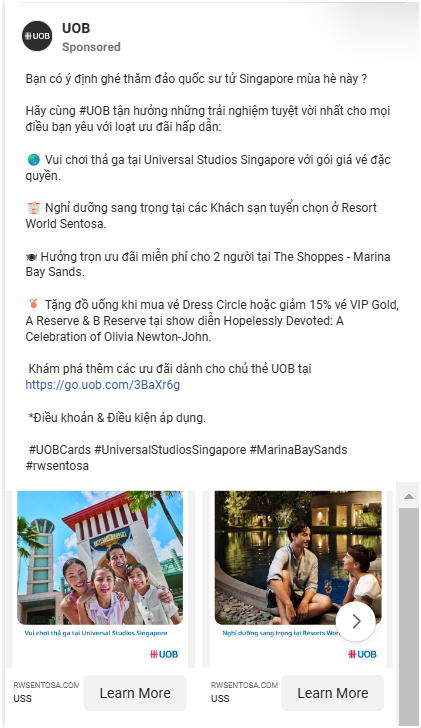 UOB
UOB
Sponsored
Bạn có ý định ghé thăm đảo quốc sư tử Singapore mùa hè này ?
Hãy cùng #UOB tận hưởng những trải nghiệm tuyệt vời nhất cho mọi
điều bạn yêu với loạt ưu đãi hấp dẫn:
🌏 Vui chơi thả ga tại Universal Studios Singapore với gói giá vé đặc
quyền.
🏨 Nghỉ dưỡng sang trọng tại các Khách sạn tuyển chọn ở Resort
World Sentosa.
🍽 Hưởng trọn ưu đãi miễn phí cho 2 người tại The Shoppes - Marina
Bay Sands.
🍹 Tặng đồ uống khi mua vé Dress Circle hoặc giảm 15% vé VIP Gold,
A Reserve & B Reserve tại show diễn Hopelessly Devoted: A
Celebration of Olivia Newton-John.
Khám phá thêm các ưu đãi dành cho chủ thẻ UOB tại
https://go.uob.com/3BaXr6g
*Điều khoản & Điều kiện áp dụng.
#UOBCards #UniversalStudiosSingapore #MarinaBaySands
#rwsentosa
Vui chơi thả ga tại Universal Studios Singapore
UOB
RWSENTOSA.COM
USS
Learn More
Nghỉ dưỡng sang trọng tại Resorts Wor
UOB
RWSENTOSA.COM
USS
Learn More